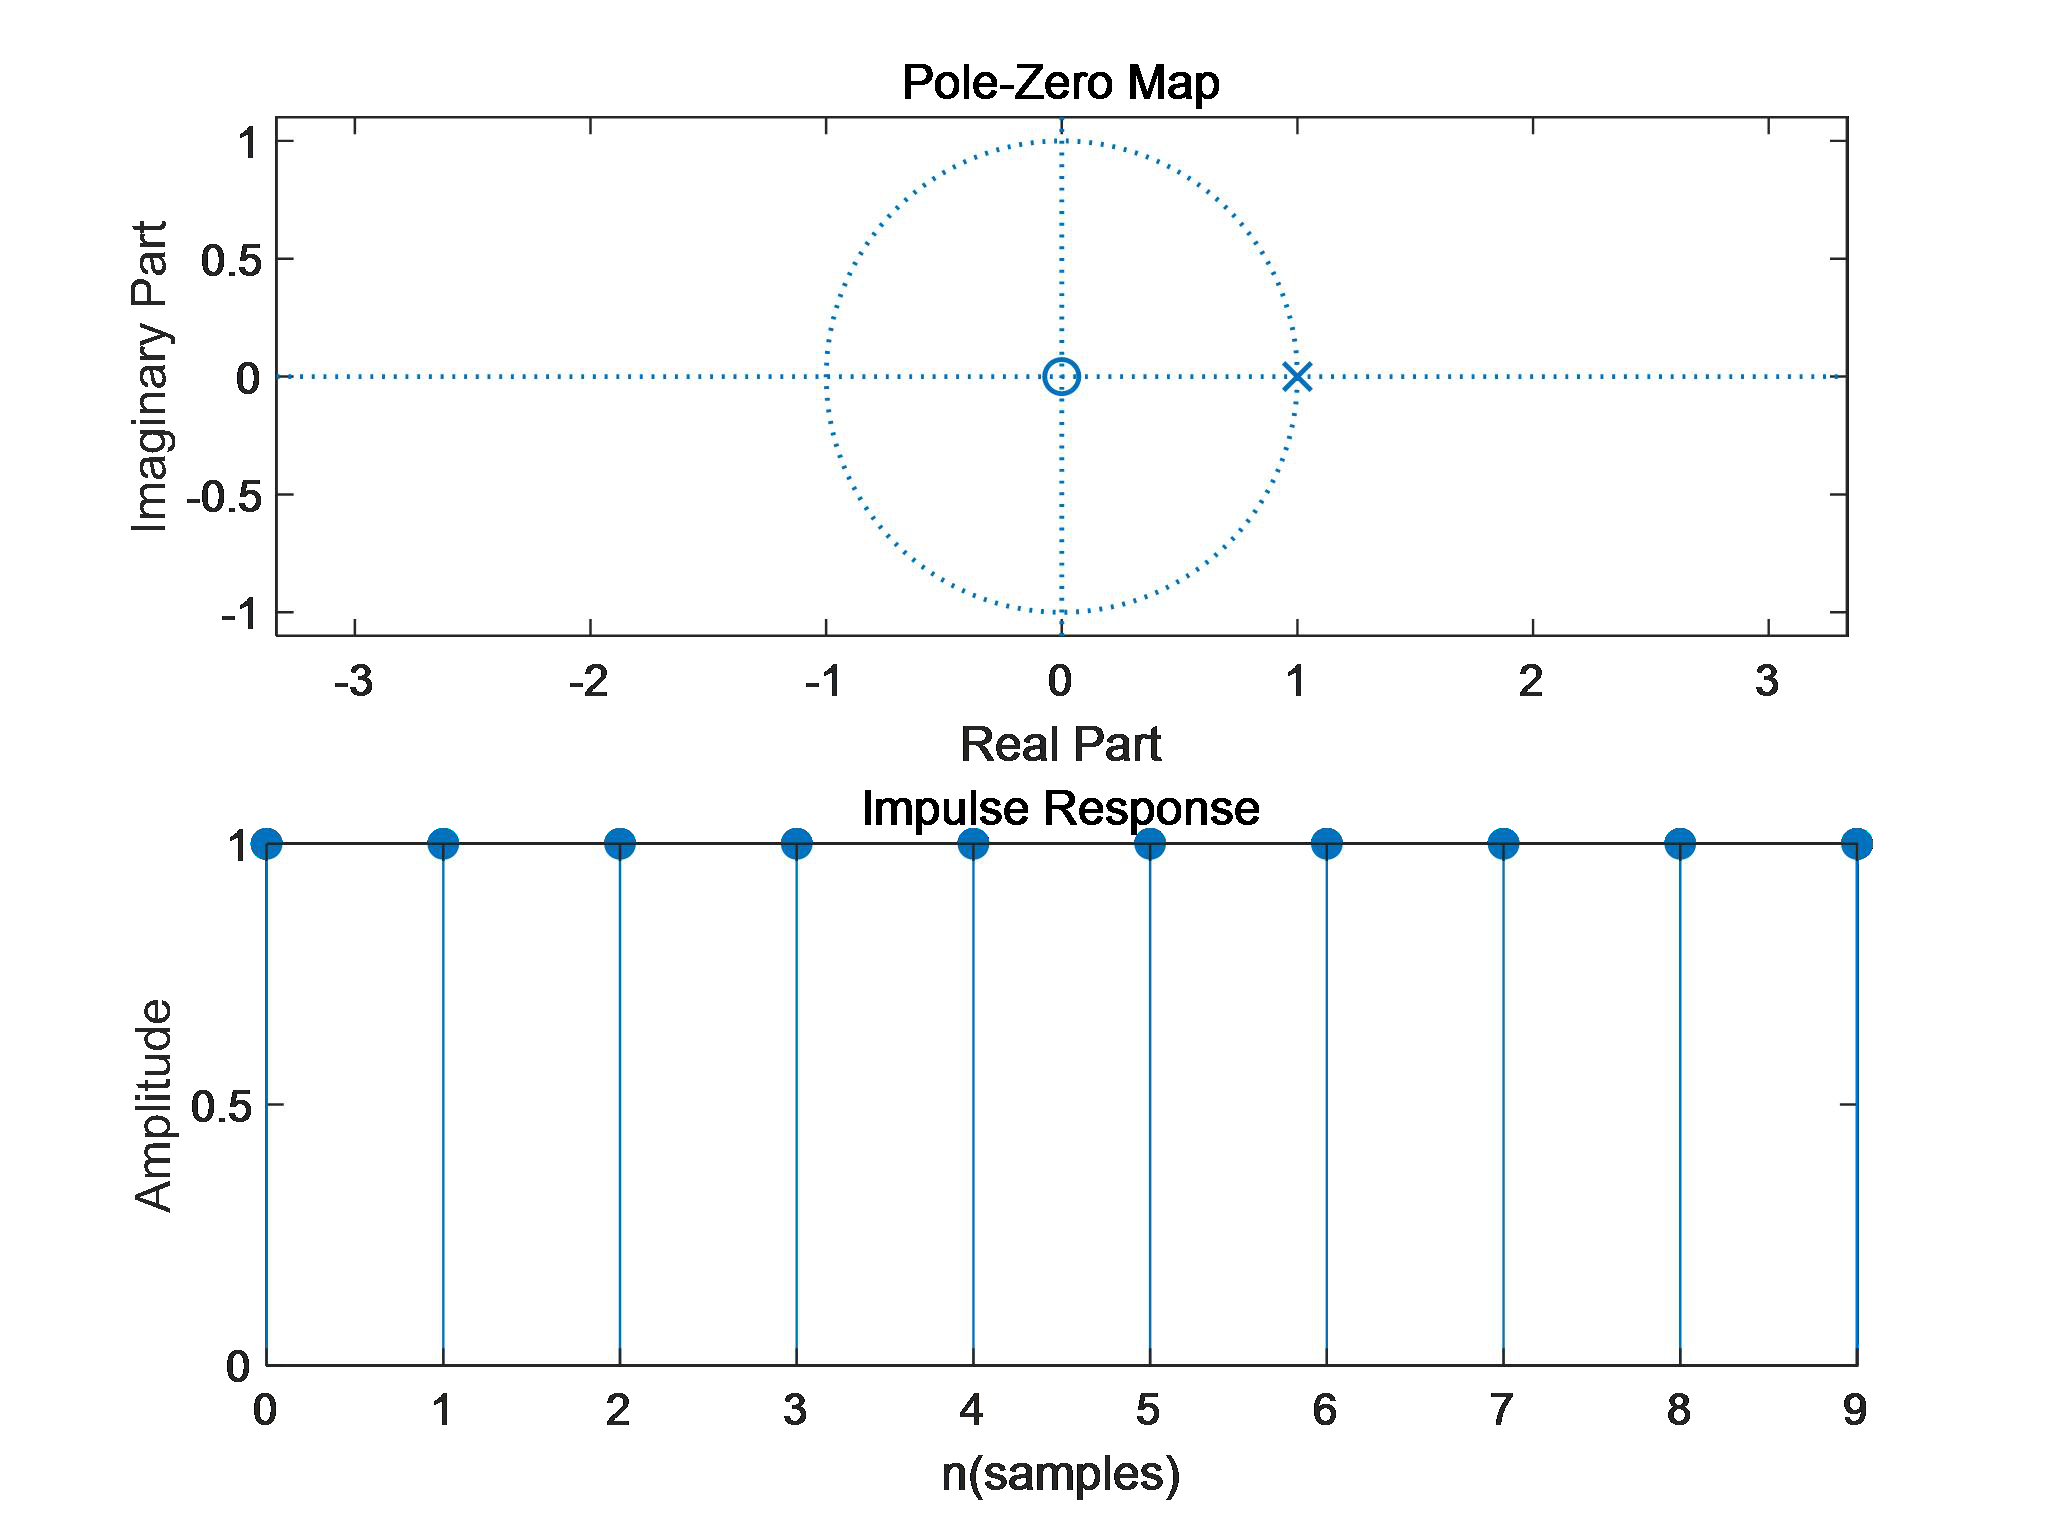 Pole-Zero Map
1
0.5
0
-0.5
-1
Imaginary Part
-3 -2 -1 0 1 2 3
Real Part
Impulse Response
1
0.5
0
Amplitude
0 1 2 3 4 5 6 7 8 9
n(samples)